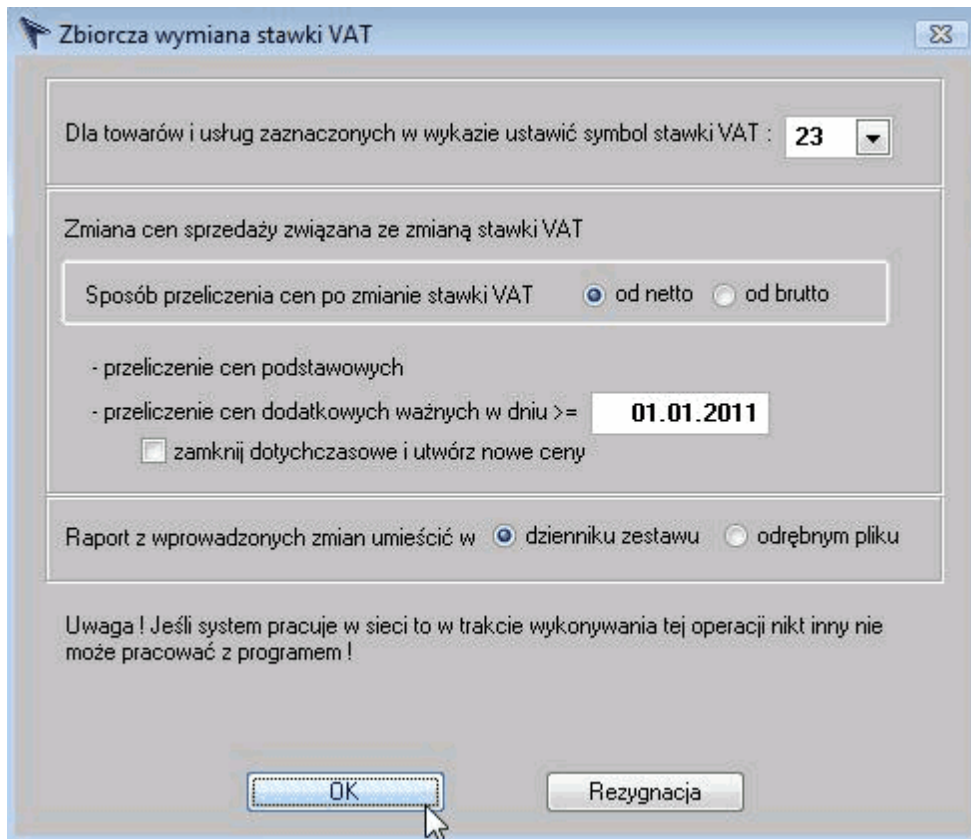 Zbiorcza wymiana stawki VAT
Dla towarów i usług zaznaczonych w wykazie ustawić symbol stawki VAT : 23
Zmiana cen sprzedaży związana ze zmianą stawki VAT
Sposób przeliczenia cen po zmianie stawki VAT od netto od brutto
- przeliczenie cen podstawowych
- przeliczenie cen dodatkowych ważnych w dniu >= 01.01.2011
zamknij dotychczasowe i utwórz nowe ceny
Raport z wprowadzonych zmian umieścić w dzienniku zestawu odrębnym pliku
Uwaga ! Jeśli system pracuje w sieci to w trakcie wykonywania tej operacji nikt inny nie
może pracować z programem !
OK Rezygnacja